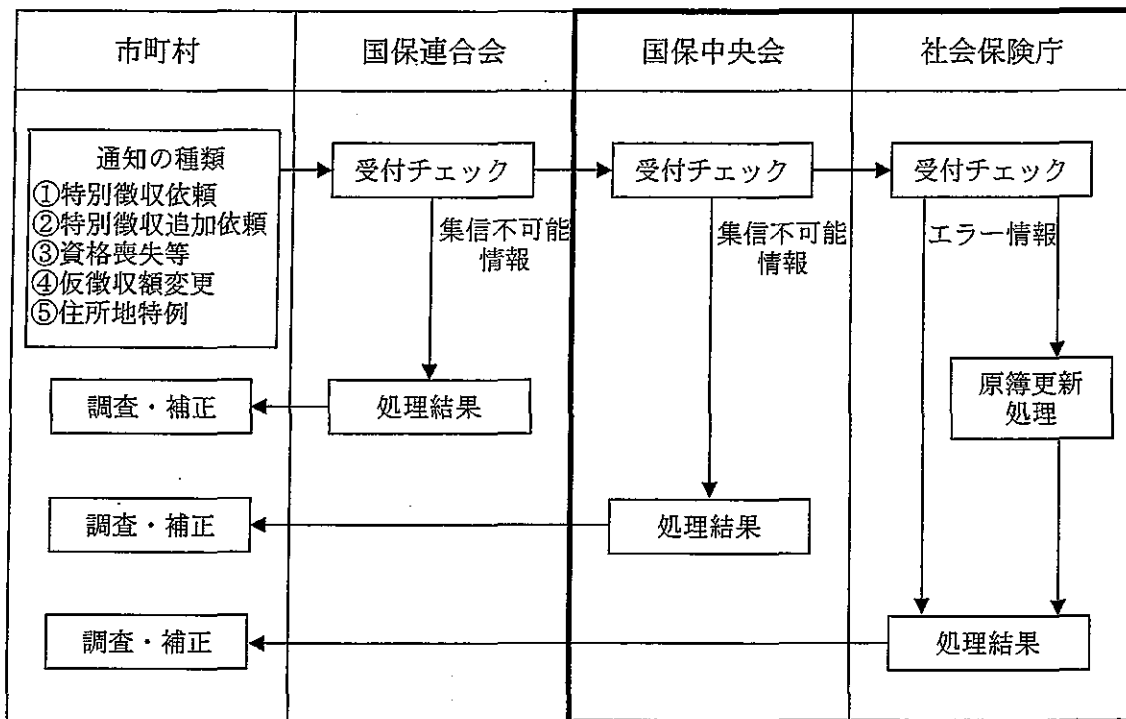 市町村
国保連合会
国保中央会
社会保険庁
通知の種類
①特別徴収依頼
②特別徴収追加依頼
③資格喪失等
④仮徴収額変更
⑤住所地特例
受付チェック
受付チェック
受付チェック
集信不可能
情報
集信不可能
情報
エラー情報
原簿更新
処理
調査・補正
処理結果
調査・補正
処理結果
調査・補正
処理結果